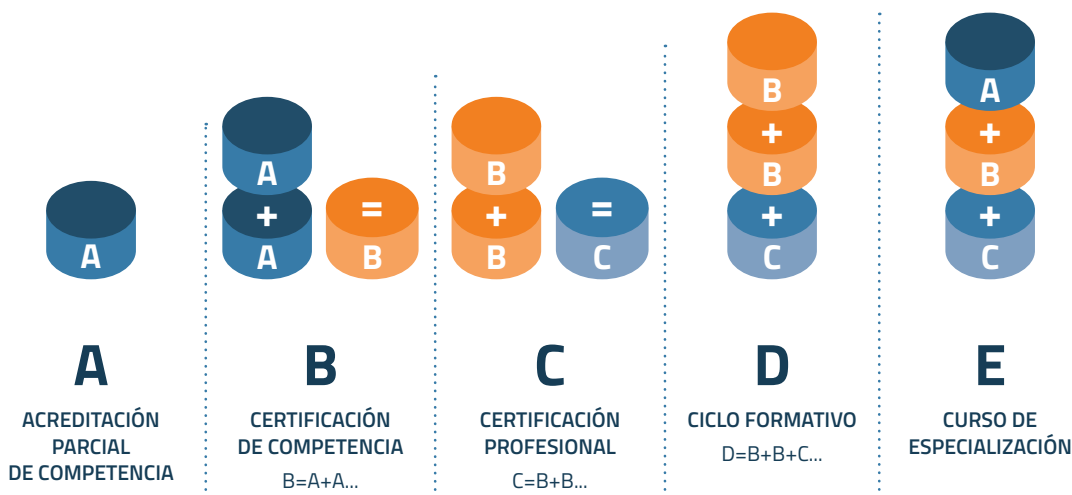 A
A
+
A
=
B
B
+
B
=
C
B
+
B
+
C
A
+
B
+
C
A
ACREDITACIÓN
PARCIAL
DE COMPETENCIA
B
CERTIFICACIÓN
DE COMPETENCIA
B=A+A...
C
CERTIFICACIÓN
PROFESIONAL
C=B+B...
D
CICLO FORMATIVO
D=B+B+C...
E
CURSO DE
ESPECIALIZACIÓN